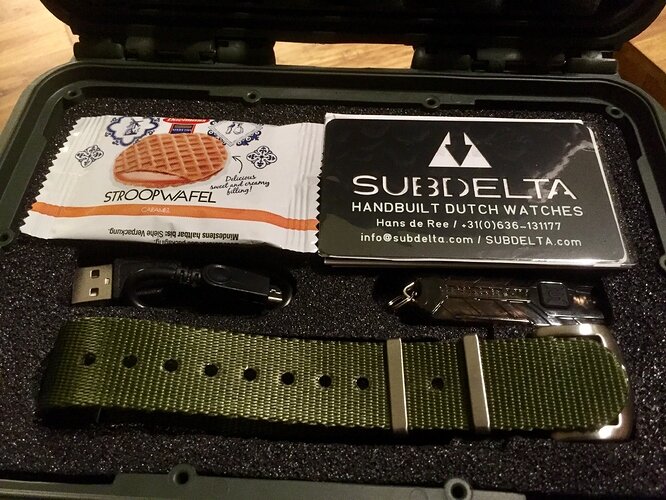 STROOPWAFEL
CARAMEL
Delicious
sweet and creamy
filling!
Mindestens haltbar bis: Siehe Verpackung.
SUBDELTA
HANDBUILT DUTCH WATCHES
Hans de Ree / +31(0)636-131177
info@subdelta.com / SUBDELTA.com